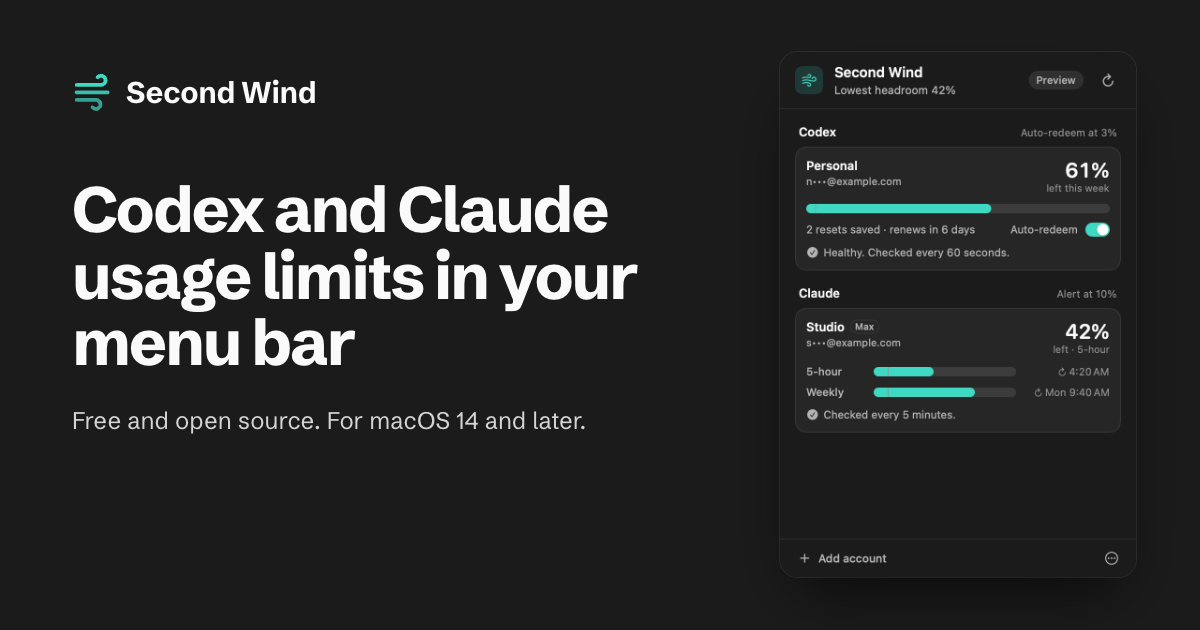 Second Wind
Codex and Claude
usage limits in your
menu bar
Free and open source. For macOS 14 and later.
Second Wind
Lowest headroom 42%
Preview
Codex
Auto-redeem at 3%
Personal
n•••@example.com
61%
left this week
2 resets saved · renews in 6 days
Auto-redeem
Healthy. Checked every 60 seconds.
Claude
Alert at 10%
Studio Max
s•••@example.com
42%
left · 5-hour
5-hour
4:20 AM
Weekly
Mon 9:40 AM
Checked every 5 minutes.
+ Add account